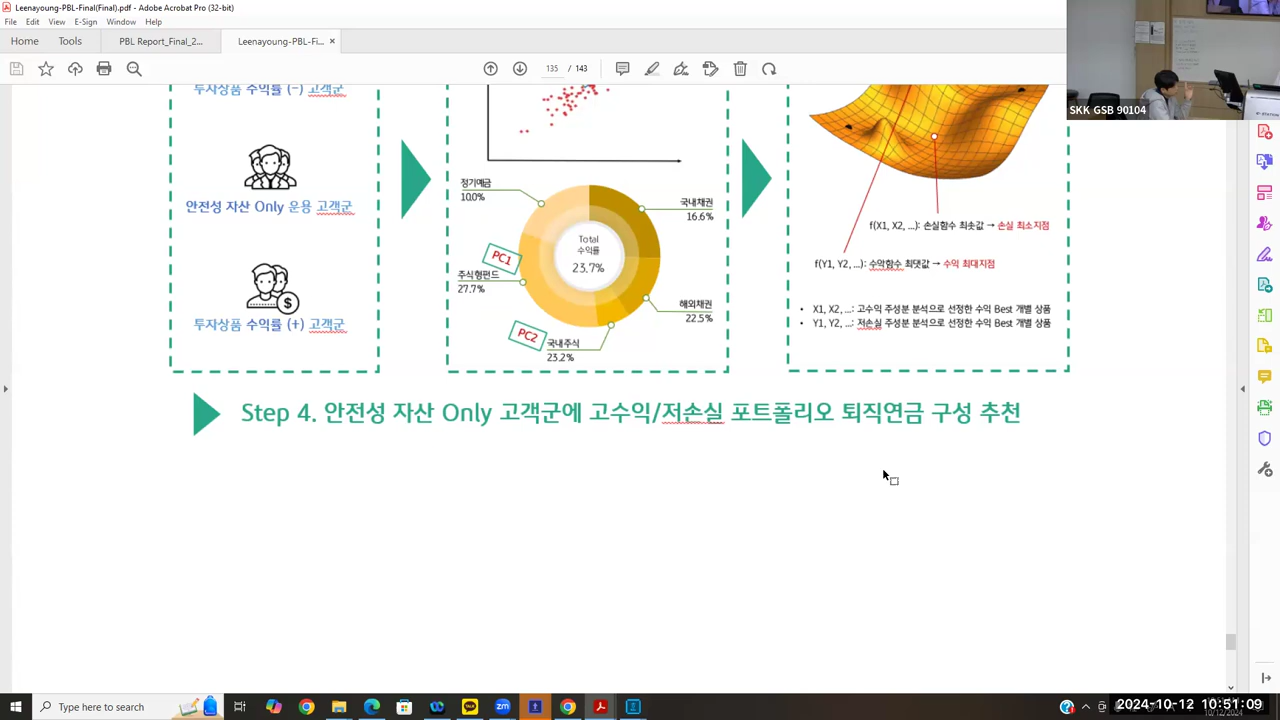 Leenayoung-PBL-Final(Final).pdf - Adobe Acrobat Pro (32-bit)
File Edit View E-Sign Window Help
Home Tools PBL Report_Final_2... Leenayoung-PBL-Fi... ×
135 / 143
SKK GSB 90104
투자상품 수익률 (-) 고객군
안전성 자산 Only 운용 고객군
투자상품 수익률 (+) 고객군
정기예금
10.0%
국내채권
16.6%
Total
수익률
23.7%
PC1
주식형펀드
27.7%
해외채권
22.5%
PC2
국내주식
23.2%
f(X1, X2, ...): 손실함수 최솟값 → 손실 최소지점
f(Y1, Y2, ...): 수악함수 최댓값 → 수익 최대지점
• X1, X2, ...: 고수익 주성분 분석으로 선정한 수익 Best 개별 상품
• Y1, Y2, ...: 저손실 주성분 분석으로 선정한 수익 Best 개별 상품
Step 4. 안전성 자산 Only 고객군에 고수익/저손실 포트폴리오 퇴직연금 구성 추천
Type here to search
2024-10-12 10:51:09